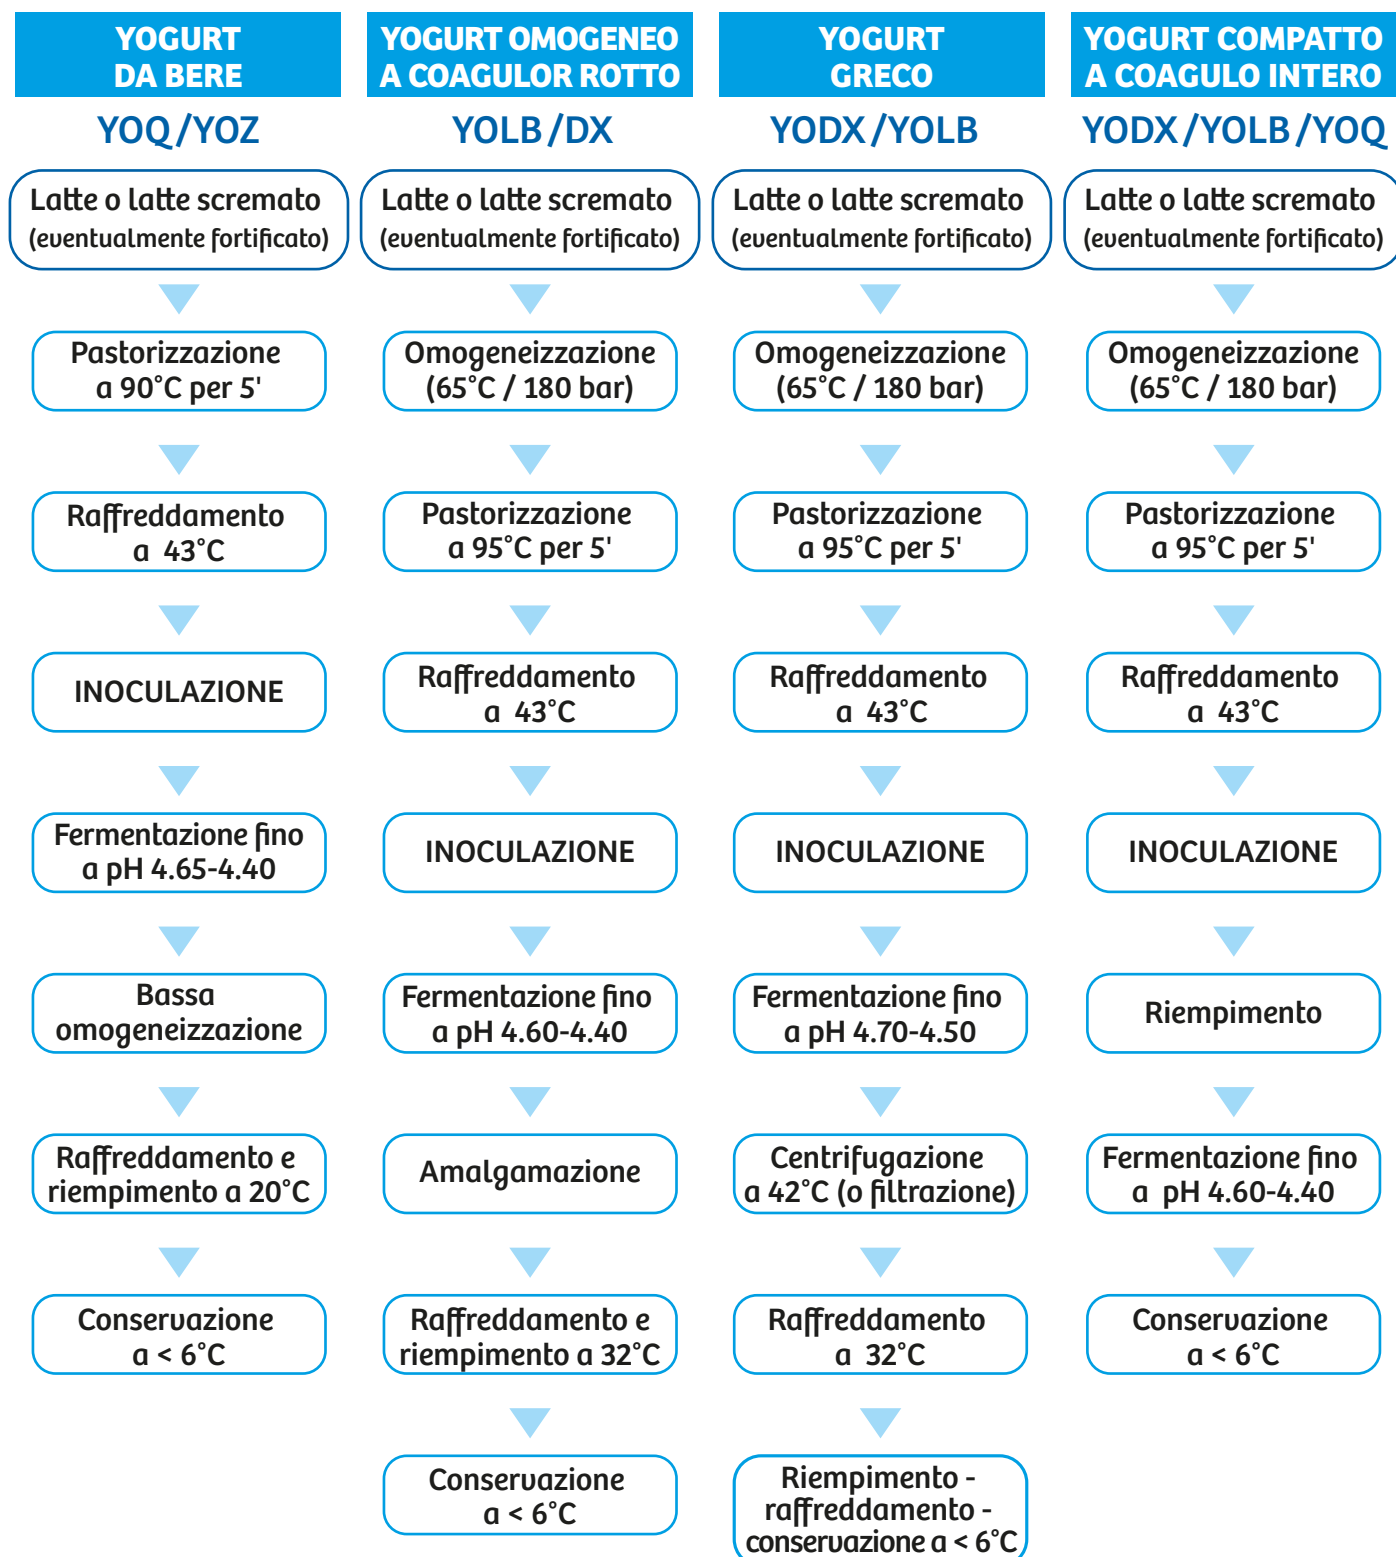 YOGURT
DA BERE
YOQ/YOZ
Latte o latte scremato
(eventualmente fortificato)
Pastorizzazione
a 90°C per 5'
Raffreddamento
a 43°C
INOCULAZIONE
Fermentazione fino
a pH 4.65-4.40
Bassa
omogeneizzazione
Raffreddamento e
riempimento a 20°C
Conservazione
a < 6°C
YOGURT OMOGENEO
A COAGULOR ROTTO
YOLB/DX
Latte o latte scremato
(eventualmente fortificato)
Omogeneizzazione
(65°C / 180 bar)
Pastorizzazione
a 95°C per 5'
Raffreddamento
a 43°C
INOCULAZIONE
Fermentazione fino
a pH 4.60-4.40
Amalgamazione
Raffreddamento e
riempimento a 32°C
Conservazione
a < 6°C
YOGURT
GRECO
YODX/YOLB
Latte o latte scremato
(eventualmente fortificato)
Omogeneizzazione
(65°C / 180 bar)
Pastorizzazione
a 95°C per 5'
Raffreddamento
a 43°C
INOCULAZIONE
Fermentazione fino
a pH 4.70-4.50
Centrifugazione
a 42°C (o filtrazione)
Raffreddamento
a 32°C
Riempimento -
raffreddamento -
conservazione a < 6°C
YOGURT COMPATTO
A COAGULO INTERO
YODX/YOLB/YOQ
Latte o latte scremato
(eventualmente fortificato)
Omogeneizzazione
(65°C / 180 bar)
Pastorizzazione
a 95°C per 5'
Raffreddamento
a 43°C
INOCULAZIONE
Riempimento
Fermentazione fino
a pH 4.60-4.40
Conservazione
a < 6°C